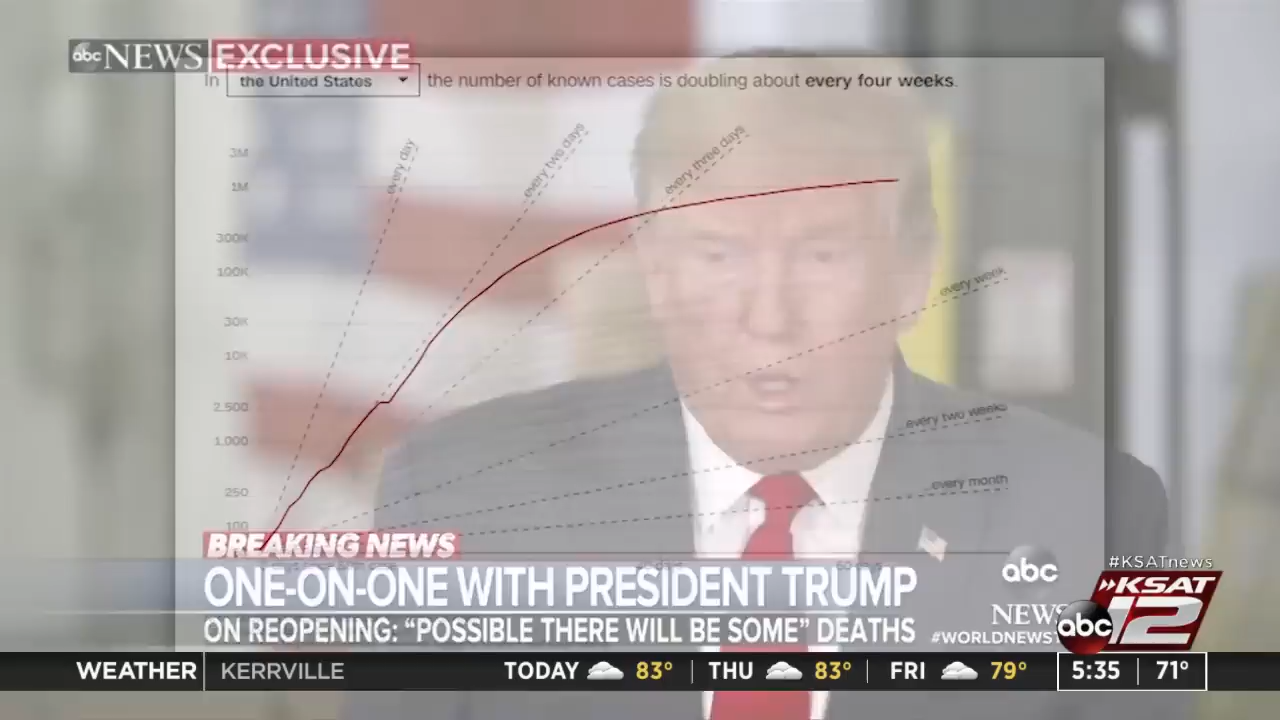 abc NEWS EXCLUSIVE
In the United States the number of known cases is doubling about every four weeks.
every day
every two days
every three days
3M
1M
300K
100K
30K
10K
2,500
1,000
250
100
every week
every two weeks
every month
BREAKING NEWS
ONE-ON-ONE WITH PRESIDENT TRUMP
ON REOPENING: “POSSIBLE THERE WILL BE SOME” DEATHS
abc
NEWS
#WORLDNEWST
#KSATnews
abc KSAT
12
WEATHER KERRVILLE TODAY 83° THU 83° FRI 79° 5:35 71°